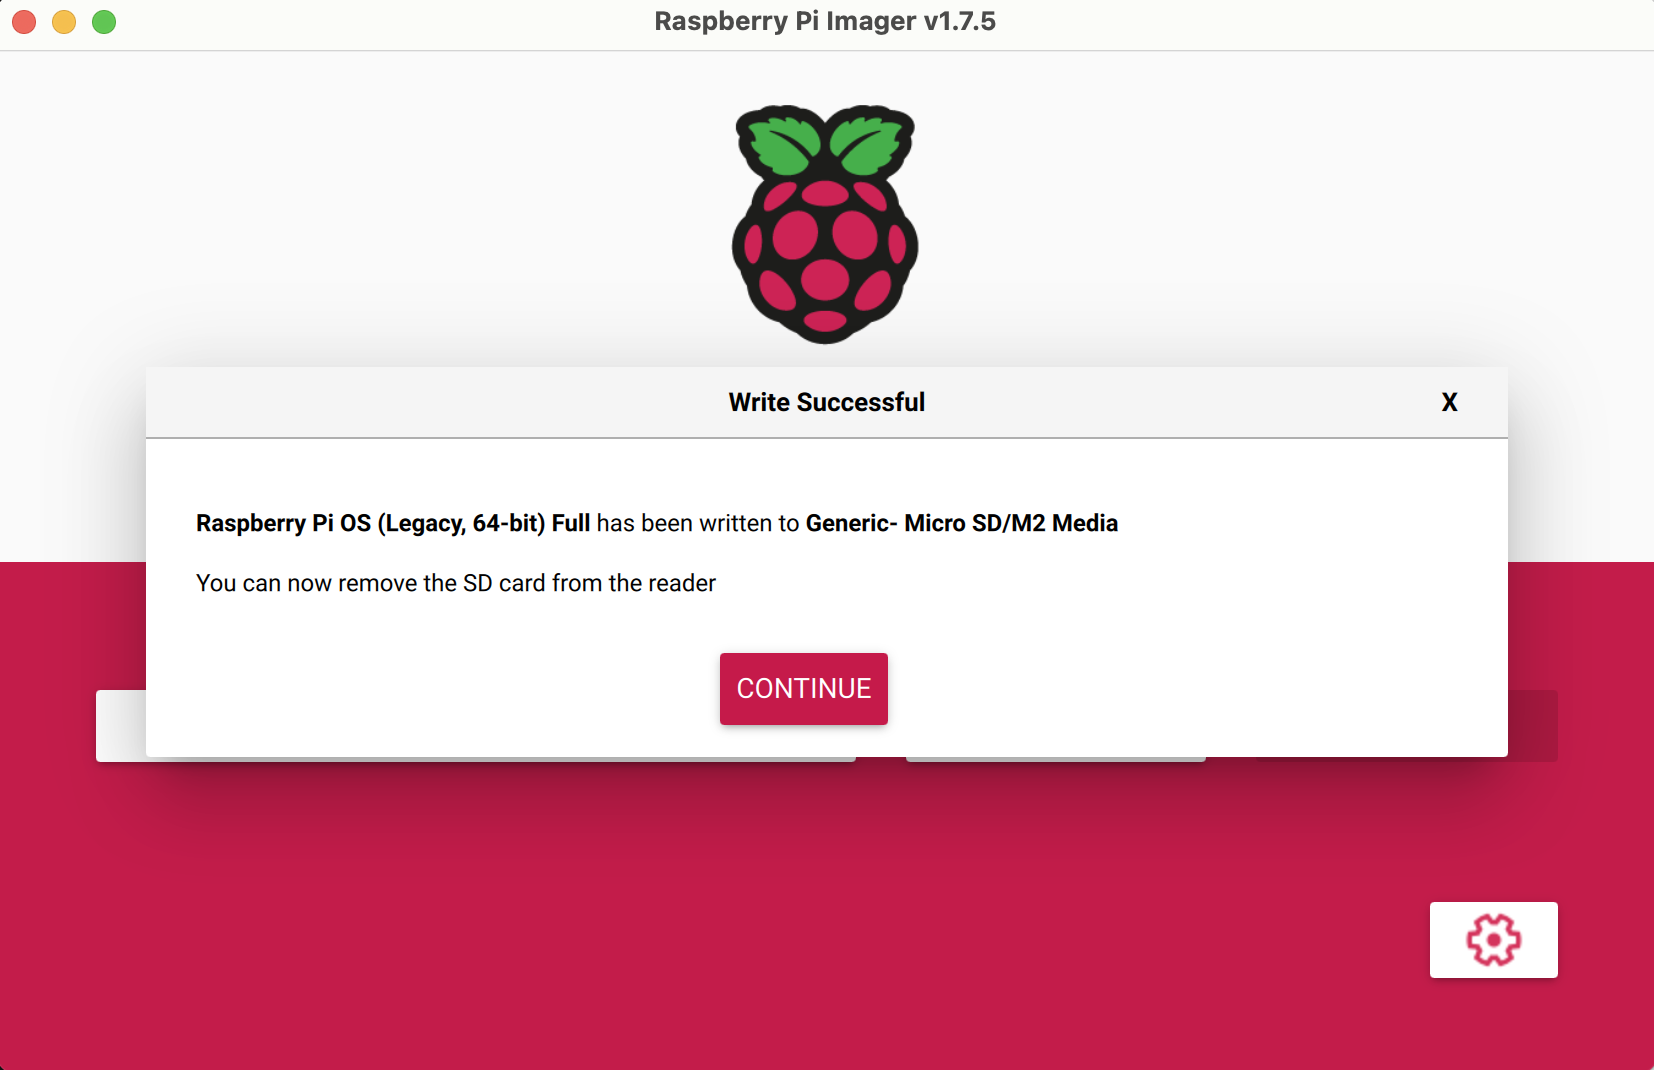 Raspberry Pi Imager v1.7.5
Write Successful X
Raspberry Pi OS (Legacy, 64-bit) Full has been written to Generic- Micro SD/M2 Media
You can now remove the SD card from the reader
CONTINUE